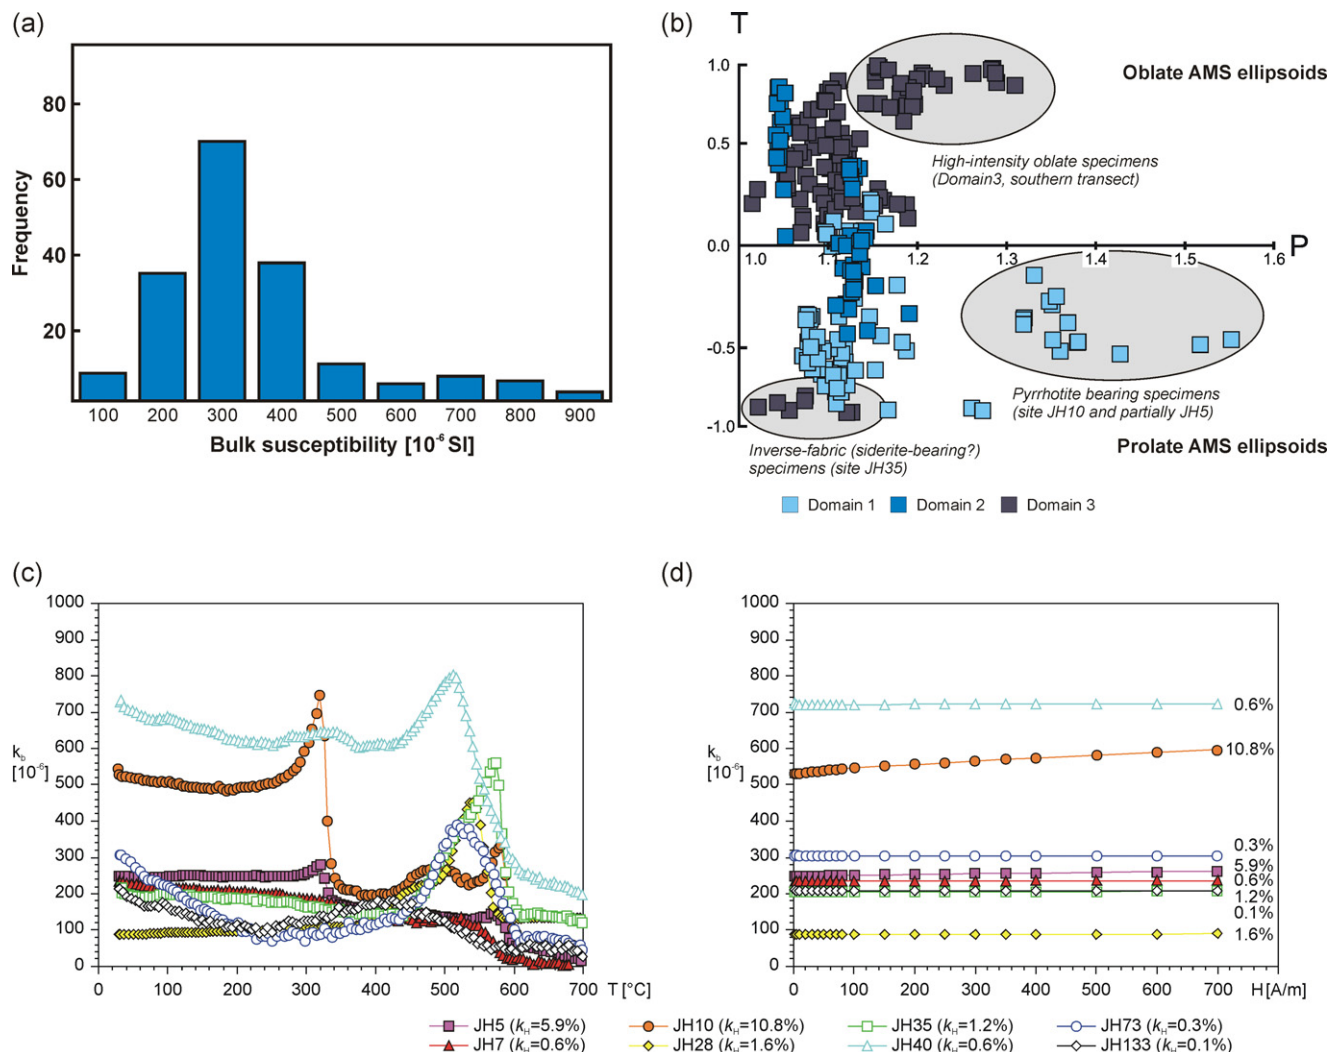 (a)
80
60
40
20
Frequency
100 200 300 400 500 600 700 800 900
Bulk susceptibility [10-6 SI]
(b)
T
1.0
0.5
0.0
-0.5
-1.0
1.0 1.1 1.2 1.3 1.4 1.5 1.6
P
Oblate AMS ellipsoids
High-intensity oblate specimens
(Domain3, southern transect)
Pyrrhotite bearing specimens
(site JH10 and partially JH5)
Prolate AMS ellipsoids
Inverse-fabric (siderite-bearing?)
specimens (site JH35)
Domain 1 Domain 2 Domain 3
(c)
1000
900
800
700
600
500
400
300
200
100
0
kb
[10-6]
0 100 200 300 400 500 600 700
T [°C]
(d)
1000
900
800
700
600
500
400
300
200
100
0
kb
[10-6]
0.6%
10.8%
0.3%
5.9%
0.6%
1.2%
0.1%
1.6%
0 100 200 300 400 500 600 700
H [A/m]
JH5 (kH=5.9%) JH10 (kH=10.8%) JH35 (kH=1.2%) JH73 (kH=0.3%)
JH7 (kH=0.6%) JH28 (kH=1.6%) JH40 (kH=0.6%) JH133 (kH=0.1%)